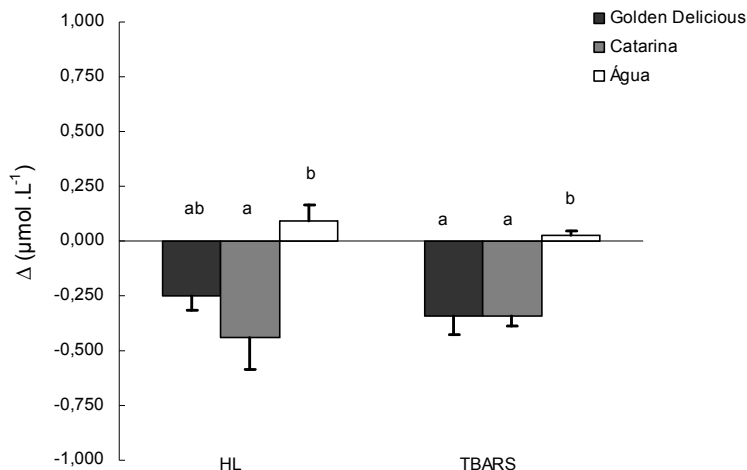 Golden Delicious
Catarina
Água
Δ (µmol .L⁻¹)
1,000
0,750
0,500
0,250
0,000
-0,250
-0,500
-0,750
-1,000
ab
a
b
a
a
b
HL
TBARS